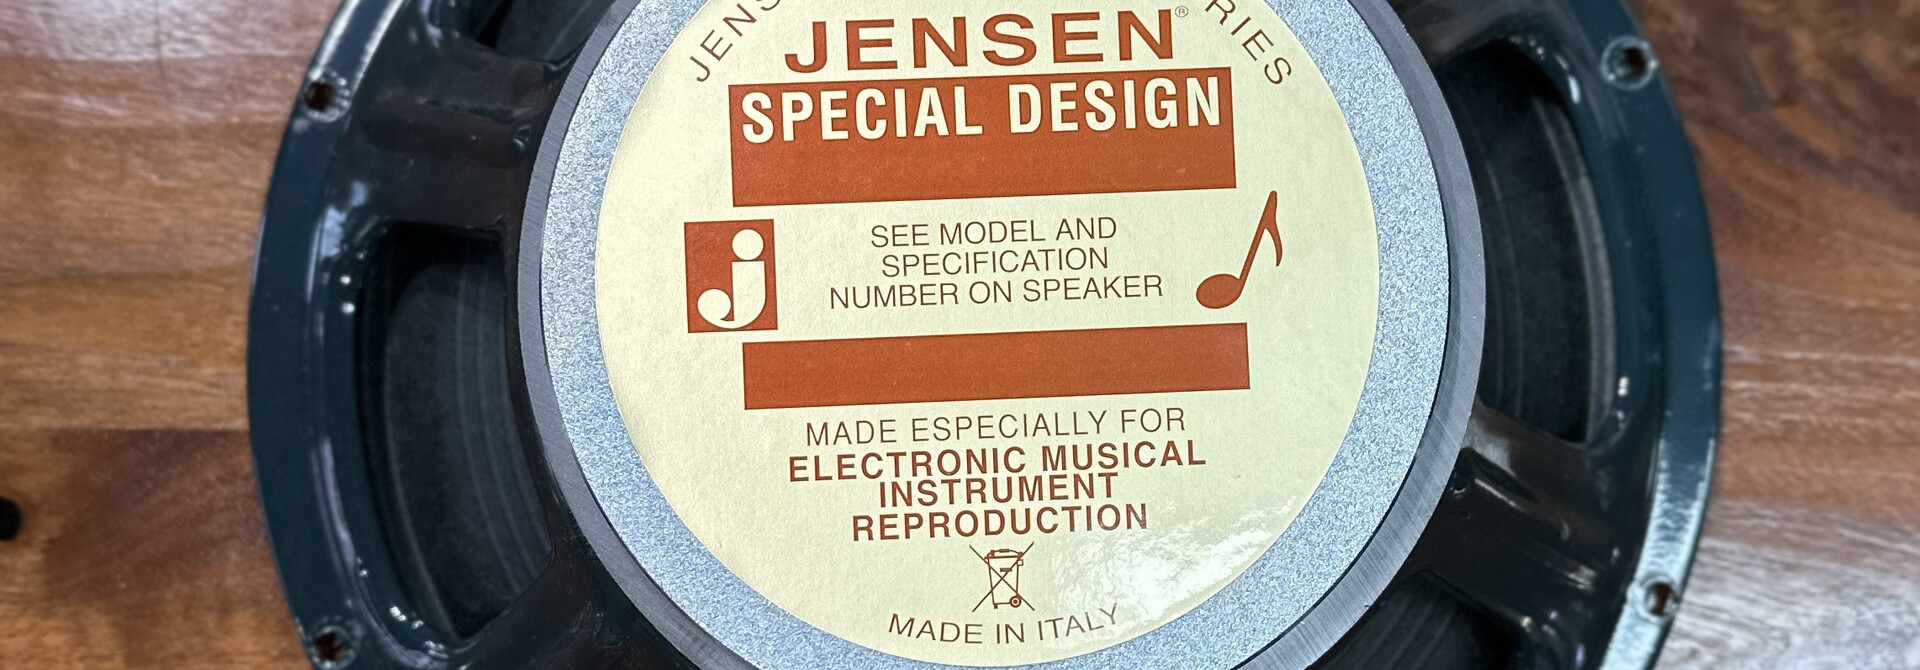 JENSEN®
SPECIAL DESIGN
j
SEE MODEL AND
SPECIFICATION
NUMBER ON SPEAKER
MADE ESPECIALLY FOR
ELECTRONIC MUSICAL
INSTRUMENT
REPRODUCTION
MADE IN ITALY